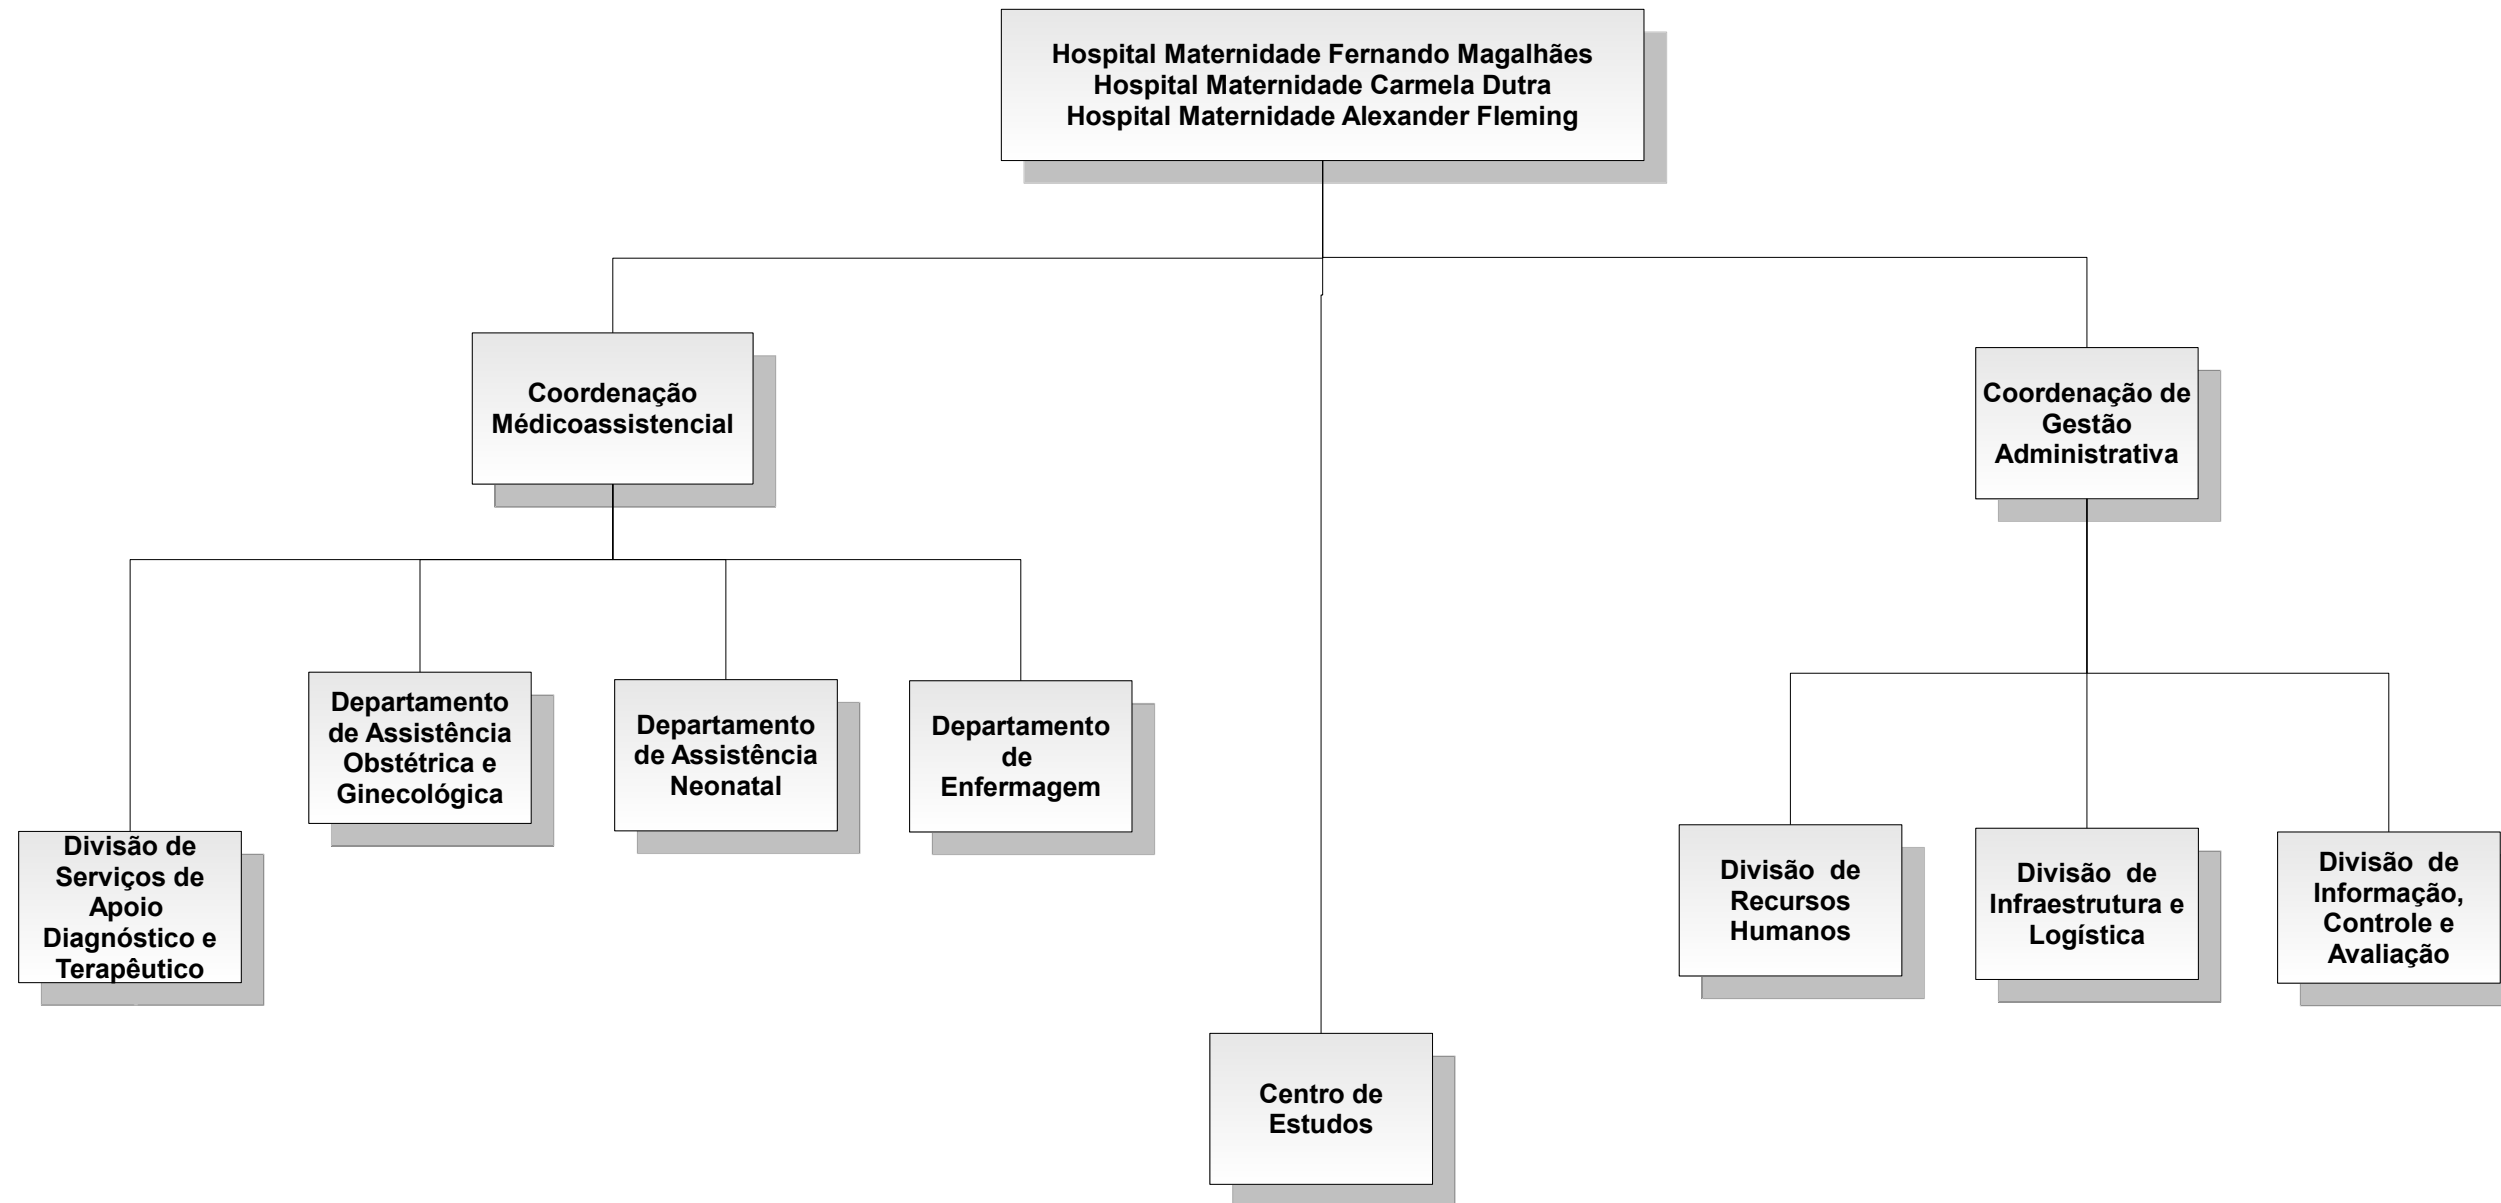 Hospital Maternidade Fernando Magalhães
Hospital Maternidade Carmela Dutra
Hospital Maternidade Alexander Fleming
Coordenação
Médicoassistencial
Coordenação de
Gestão
Administrativa
Departamento
de Assistência
Obstétrica e
Ginecológica
Departamento
de Assistência
Neonatal
Departamento
de
Enfermagem
Divisão de
Serviços de
Apoio
Diagnóstico e
Terapêutico
Divisão de
Recursos
Humanos
Divisão de
Infraestrutura e
Logística
Divisão de
Informação,
Controle e
Avaliação
Centro de
Estudos